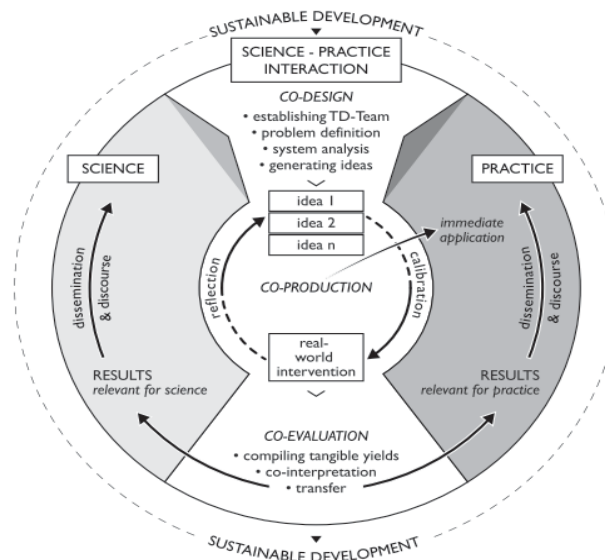 SUSTAINABLE DEVELOPMENT
SCIENCE - PRACTICE
INTERACTION
CO-DESIGN
• establishing TD-Team
• problem definition
• system analysis
• generating ideas
SCIENCE
PRACTICE
idea 1
idea 2
idea n
immediate
application
dissemination
& discourse
reflection
CO-PRODUCTION
calibration
dissemination
& discourse
real-
world
intervention
RESULTS
relevant for science
RESULTS
relevant for practice
CO-EVALUATION
• compiling tangible yields
• co-interpretation
• transfer
SUSTAINABLE DEVELOPMENT